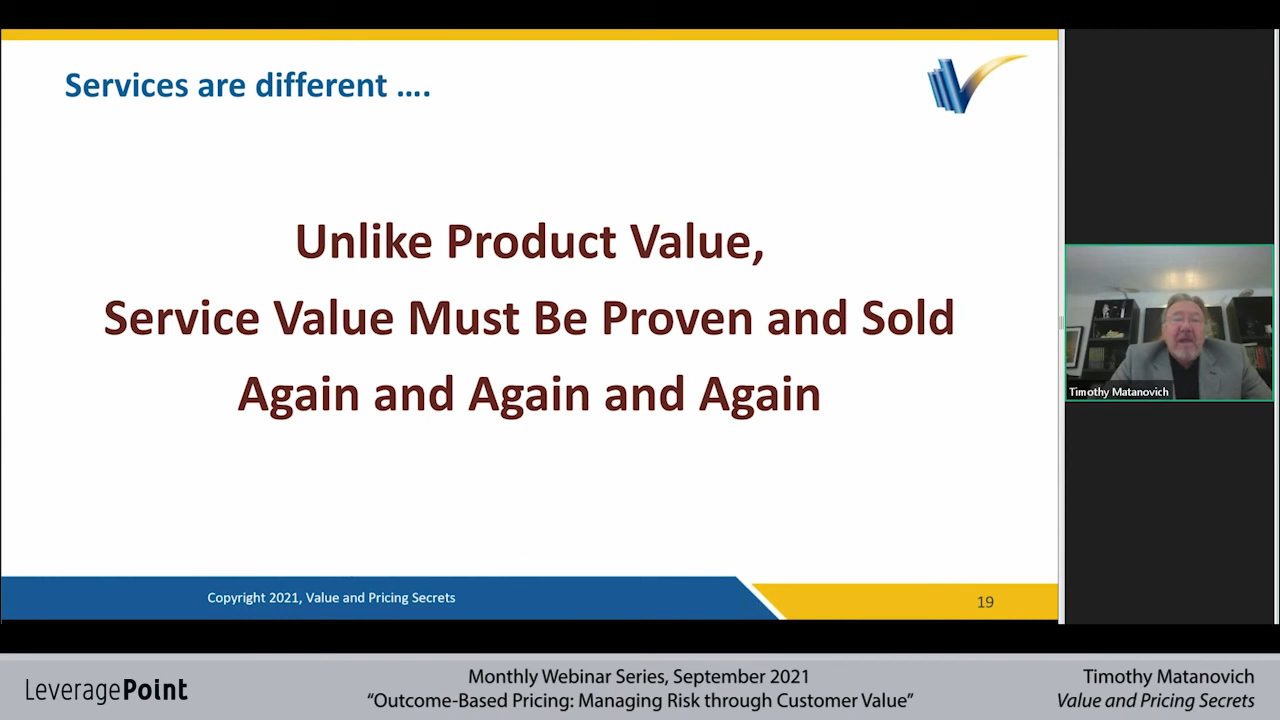 Services are different ....
Unlike Product Value,
Service Value Must Be Proven and Sold
Again and Again and Again
Timothy Matanovich
Copyright 2021, Value and Pricing Secrets
19
LeveragePoint
Monthly Webinar Series, September 2021
“Outcome-Based Pricing: Managing Risk through Customer Value”
Timothy Matanovich
Value and Pricing Secrets